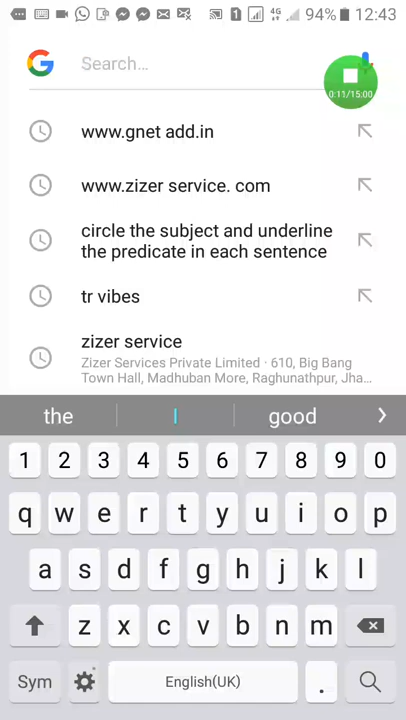 94% 12:43
Search...
0:11/15:00
www.gnet add.in
www.zizer service. com
circle the subject and underline
the predicate in each sentence
tr vibes
zizer service
Zizer Services Private Limited · 610, Big Bang
Town Hall, Madhuban More, Raghunathpur, Jha...
the I good
1 2 3 4 5 6 7 8 9 0
q w e r t y u i o p
a s d f g h j k l
z x c v b n m
Sym English(UK) .